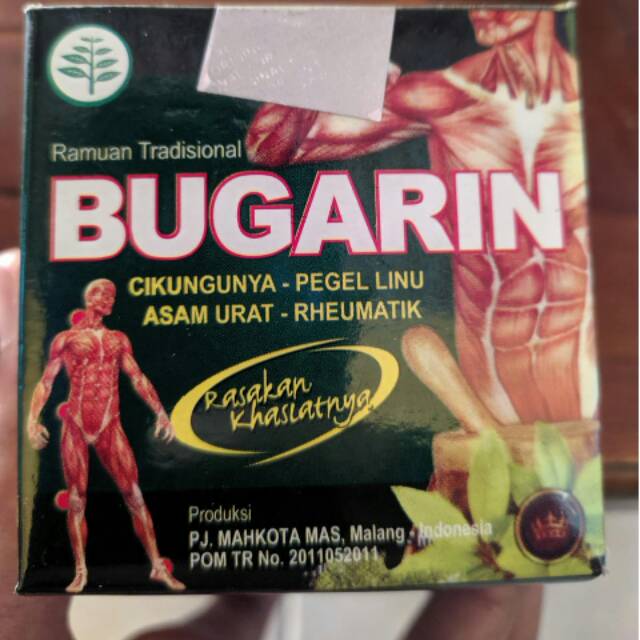 Ramuan Tradisional
BUGARIN
CIKUNGUNYA - PEGEL LINU
ASAM URAT - RHEUMATIK
Rasakan
Khasiatnya
Produksi
PJ. MAHKOTA MAS, Malang - Indonesia
POM TR No. 2011052011